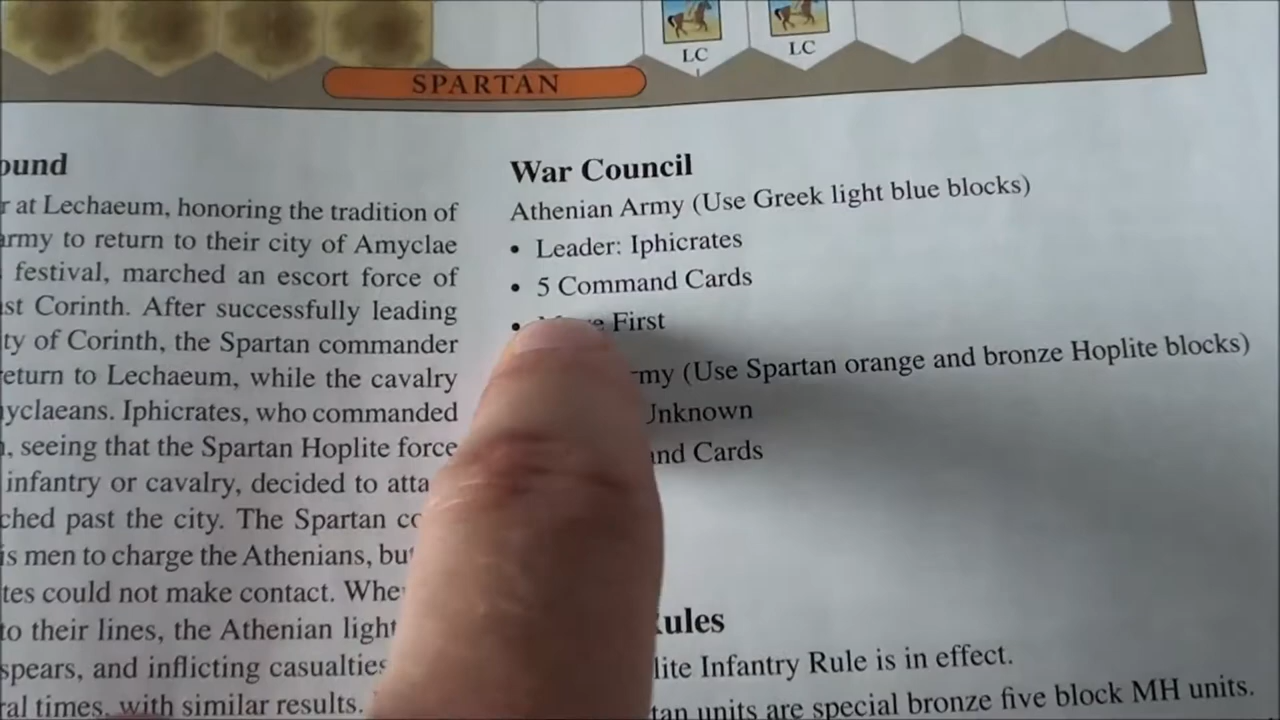 LC
LC
SPARTAN
ound
r at Lechaeum, honoring the tradition of
army to return to their city of Amyclae
festival, marched an escort force of
st Corinth. After successfully leading
ty of Corinth, the Spartan commander
eturn to Lechaeum, while the cavalry
yclaeans. Iphicrates, who commanded
, seeing that the Spartan Hoplite force
infantry or cavalry, decided to atta
ched past the city. The Spartan co
is men to charge the Athenians, but
tes could not make contact. Whe
to their lines, the Athenian light
spears, and inflicting casualties
ral times, with similar results.
War Council
Athenian Army (Use Greek light blue blocks)
• Leader: Iphicrates
• 5 Command Cards
• Move First
my (Use Spartan orange and bronze Hoplite blocks)
Unknown
and Cards
Rules
lite Infantry Rule is in effect.
tan units are special bronze five block MH units.